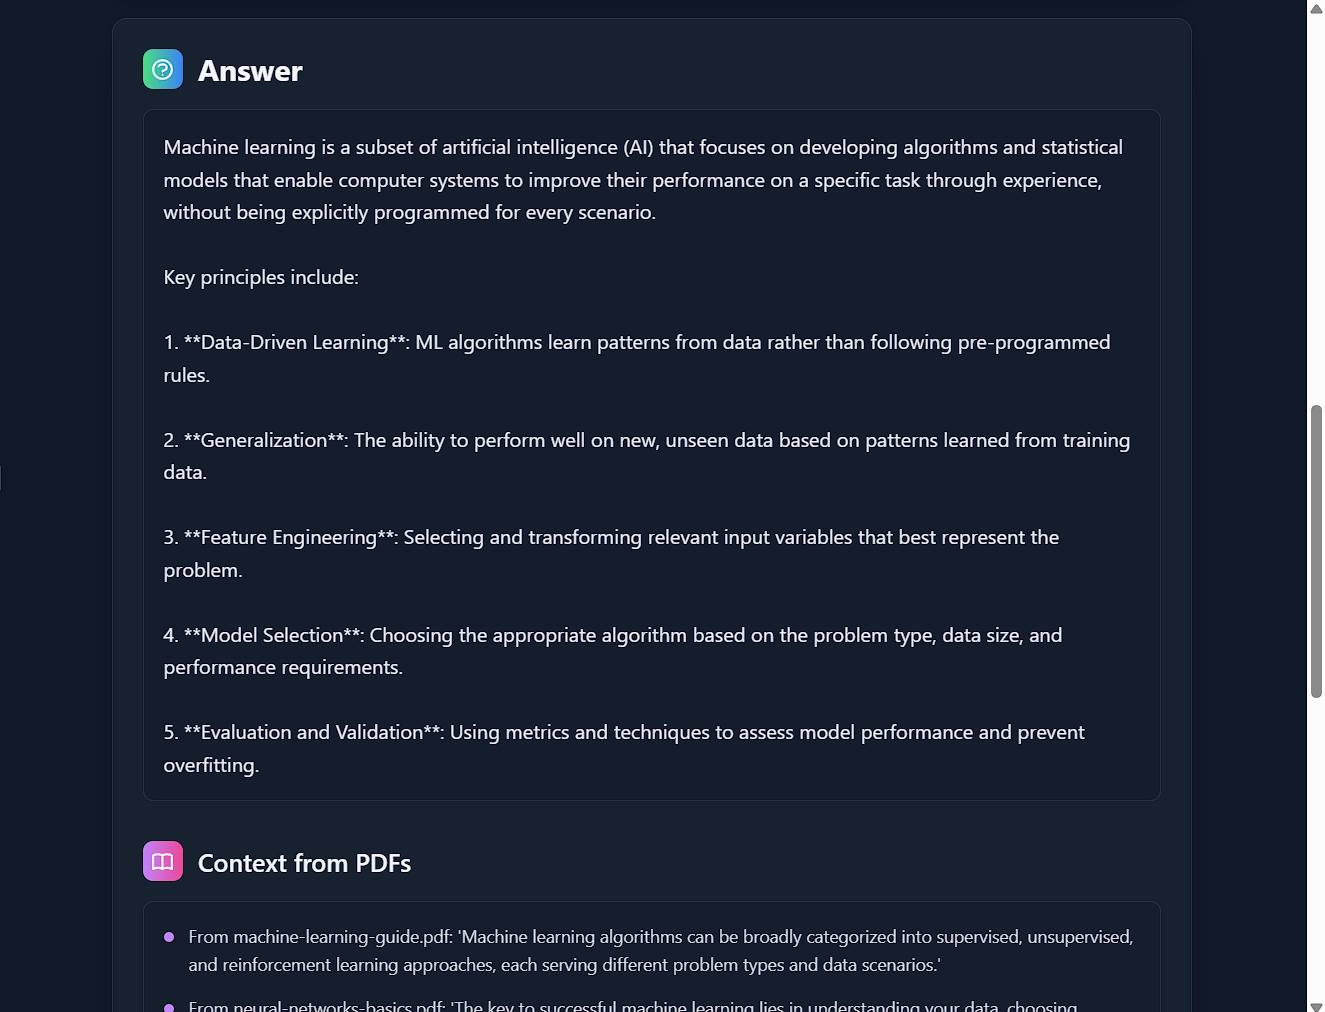 Answer
Machine learning is a subset of artificial intelligence (AI) that focuses on developing algorithms and statistical
models that enable computer systems to improve their performance on a specific task through experience,
without being explicitly programmed for every scenario.
Key principles include:
1. **Data-Driven Learning**: ML algorithms learn patterns from data rather than following pre-programmed
rules.
2. **Generalization**: The ability to perform well on new, unseen data based on patterns learned from training
data.
3. **Feature Engineering**: Selecting and transforming relevant input variables that best represent the
problem.
4. **Model Selection**: Choosing the appropriate algorithm based on the problem type, data size, and
performance requirements.
5. **Evaluation and Validation**: Using metrics and techniques to assess model performance and prevent
overfitting.
Context from PDFs
From machine-learning-guide.pdf: 'Machine learning algorithms can be broadly categorized into supervised, unsupervised,
and reinforcement learning approaches, each serving different problem types and data scenarios.'
From neural-networks-basics.pdf: 'The key to successful machine learning lies in understanding your data, choosing